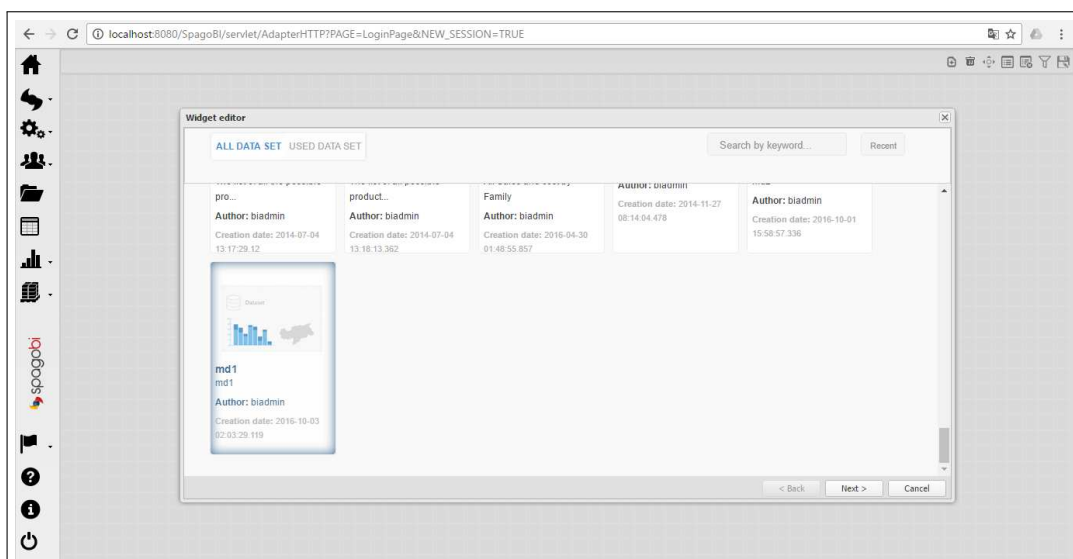 localhost:8080/SpagoBI/servlet/AdapterHTTP?PAGE=LoginPage&NEW_SESSION=TRUE
Widget editor
ALL DATA SET USED DATA SET
Search by keyword...
Recent
pro...
Author: biadmin
Creation date: 2014-07-04
13:17:29.12
product...
Author: biadmin
Creation date: 2014-07-04
13:18:13.362
Family
Author: biadmin
Creation date: 2016-04-30
01:48:55.857
Author: biadmin
Creation date: 2014-11-27
08:14:04.478
Author: biadmin
Creation date: 2016-10-01
15:58:57.336
Dataset
md1
md1
Author: biadmin
Creation date: 2016-10-03
02:03:29.119
spagobi
< Back
Next >
Cancel